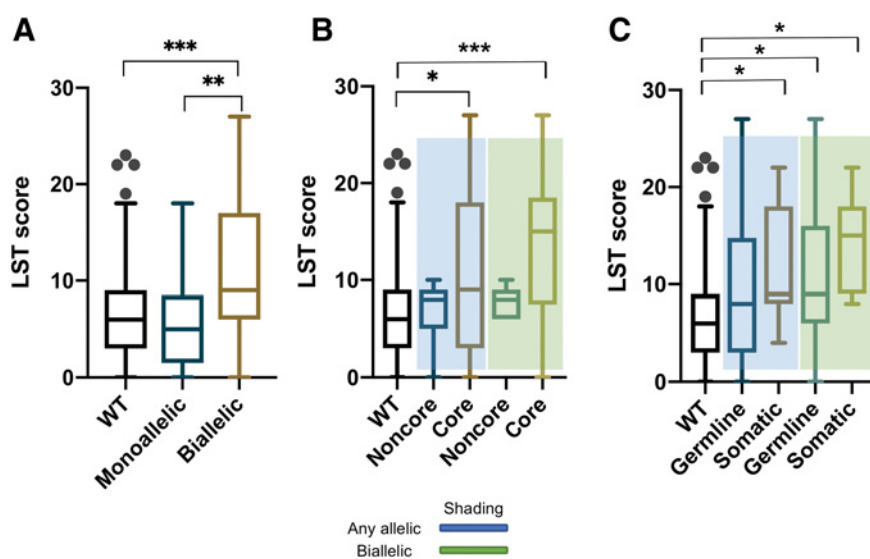 A
***
**
30
20
10
0
LST score
WT
Monoallelic
Biallelic
B
***
*
30
20
10
0
LST score
WT
Noncore
Core
Noncore
Core
C
*
*
*
30
20
10
0
LST score
WT
Germline
Somatic
Germline
Somatic
Shading
Any allelic
Biallelic